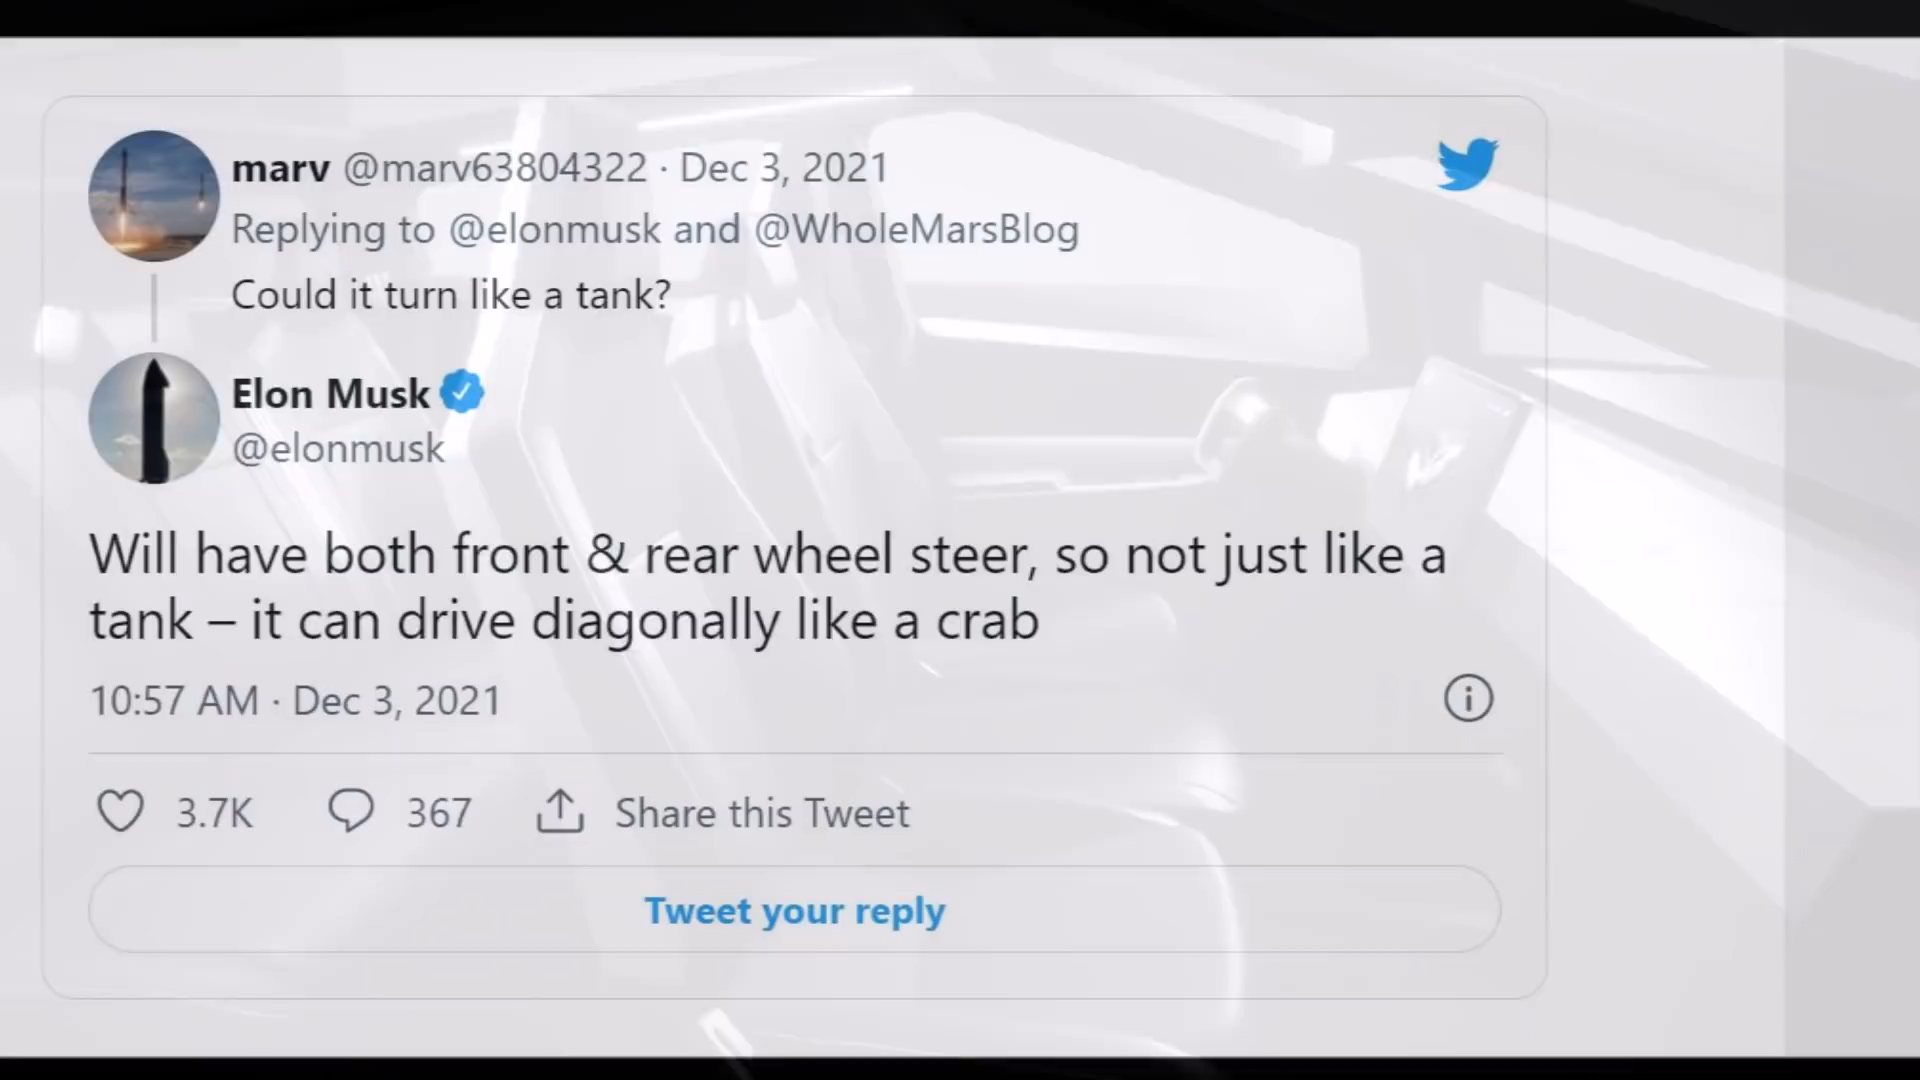 marv @marv63804322 · Dec 3, 2021
Replying to @elonmusk and @WholeMarsBlog
Could it turn like a tank?
Elon Musk
@elonmusk
Will have both front & rear wheel steer, so not just like a
tank – it can drive diagonally like a crab
10:57 AM · Dec 3, 2021
3.7K 367 Share this Tweet
Tweet your reply